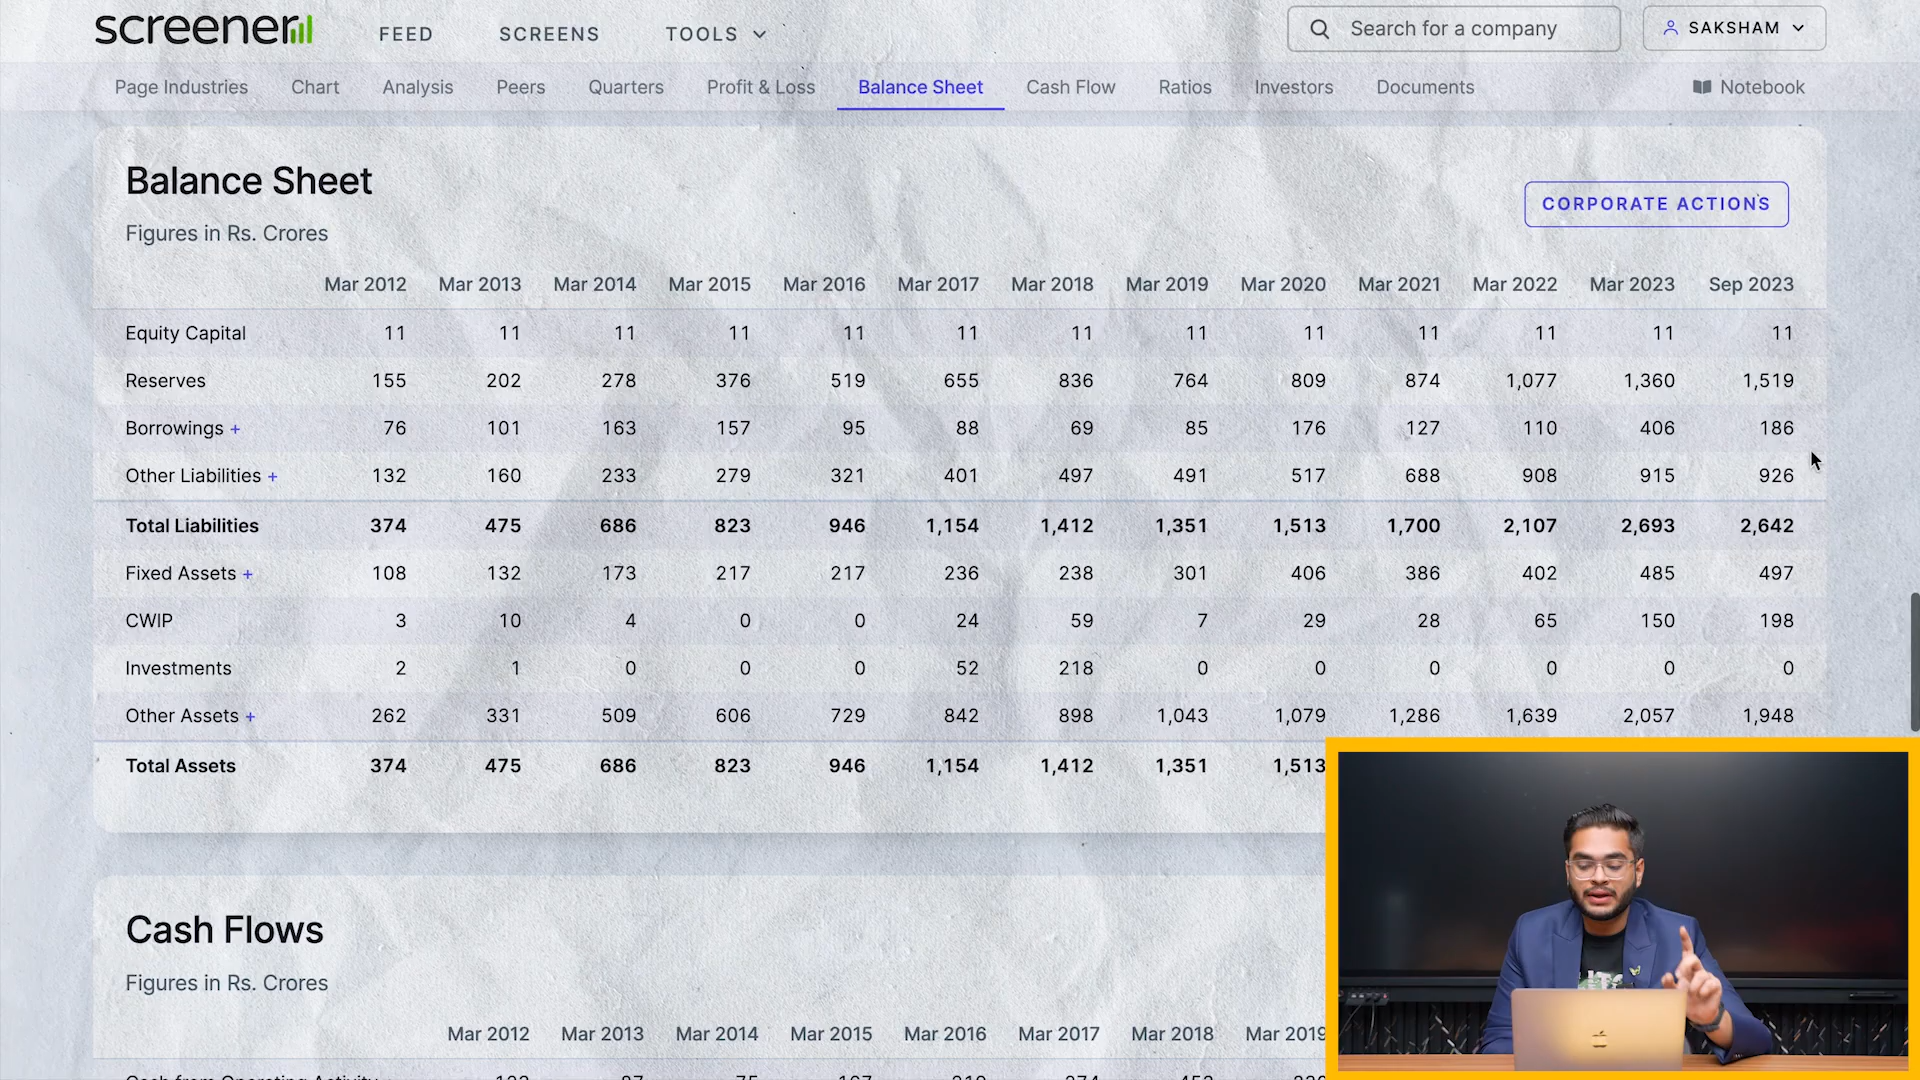 screener FEED SCREENS TOOLS Search for a company SAKSHAM
Page Industries Chart Analysis Peers Quarters Profit & Loss Balance Sheet Cash Flow Ratios Investors Documents Notebook
Balance Sheet
CORPORATE ACTIONS
Figures in Rs. Crores
Mar 2012 Mar 2013 Mar 2014 Mar 2015 Mar 2016 Mar 2017 Mar 2018 Mar 2019 Mar 2020 Mar 2021 Mar 2022 Mar 2023 Sep 2023
Equity Capital 11 11 11 11 11 11 11 11 11 11 11 11 11
Reserves 155 202 278 376 519 655 836 764 809 874 1,077 1,360 1,519
Borrowings + 76 101 163 157 95 88 69 85 176 127 110 406 186
Other Liabilities + 132 160 233 279 321 401 497 491 517 688 908 915 926
Total Liabilities 374 475 686 823 946 1,154 1,412 1,351 1,513 1,700 2,107 2,693 2,642
Fixed Assets + 108 132 173 217 217 236 238 301 406 386 402 485 497
CWIP 3 10 4 0 0 24 59 7 29 28 65 150 198
Investments 2 1 0 0 0 52 218 0 0 0 0 0 0
Other Assets + 262 331 509 606 729 842 898 1,043 1,079 1,286 1,639 2,057 1,948
Total Assets 374 475 686 823 946 1,154 1,412 1,351 1,513
Cash Flows
Figures in Rs. Crores
Mar 2012 Mar 2013 Mar 2014 Mar 2015 Mar 2016 Mar 2017 Mar 2018 Mar 2019
Cash from Operating Activity